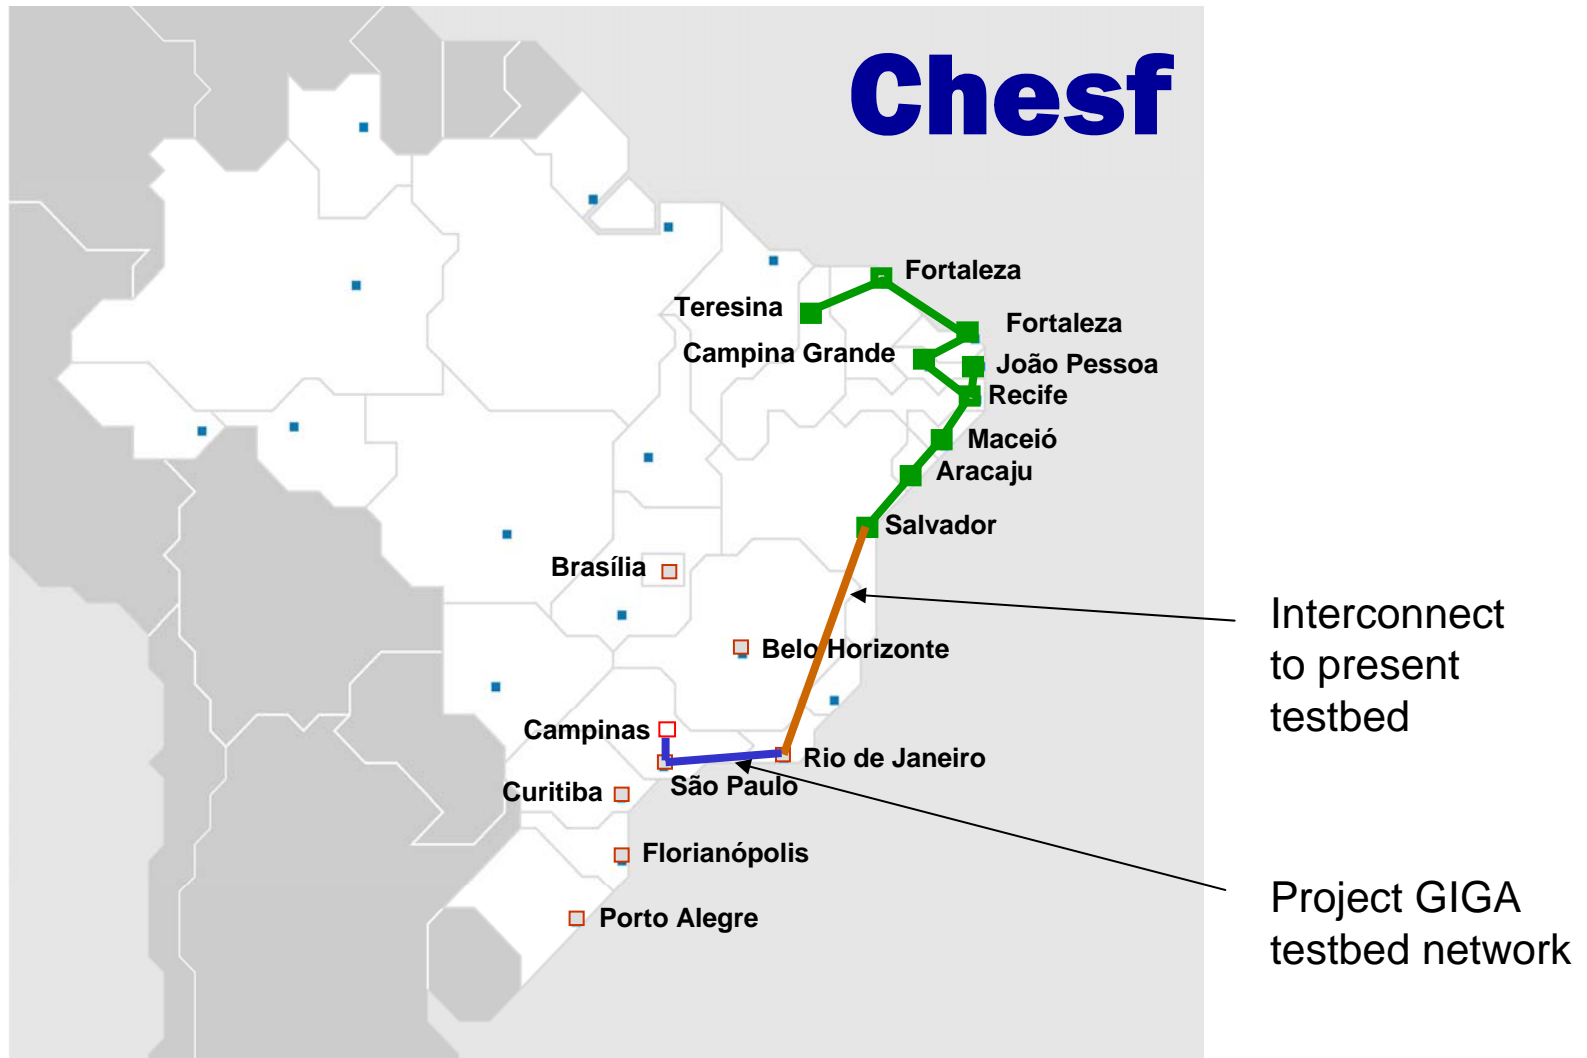 Chesf
Fortaleza
Teresina
Fortaleza
Campina Grande
João Pessoa
Recife
Maceió
Aracaju
Salvador
Brasília
Interconnect
to present
testbed
Belo Horizonte
Campinas
Rio de Janeiro
São Paulo
Curitiba
Florianópolis
Porto Alegre
Project GIGA
testbed network